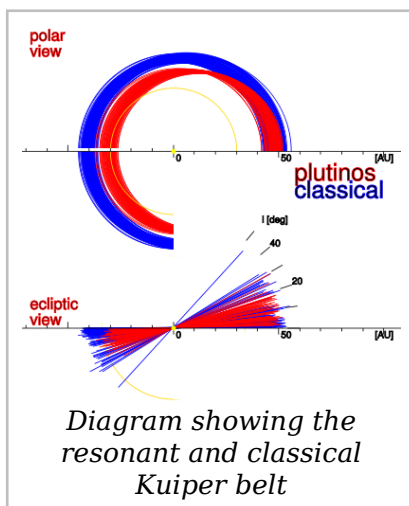 polar
view
0
50
[AU]
plutinos
classical
i [deg]
40
20
ecliptic
view
0
50
[AU]
Diagram showing the
resonant and classical
Kuiper belt